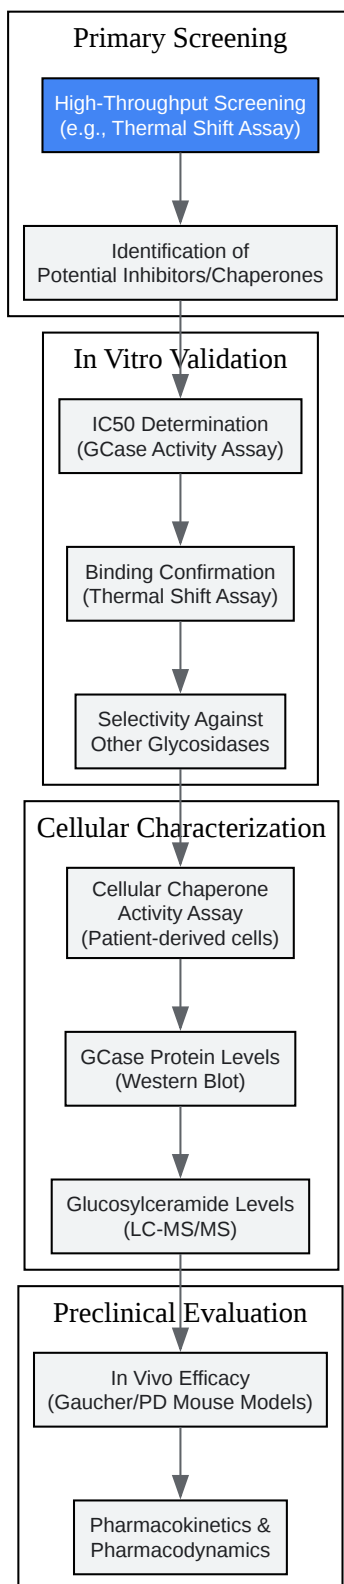 Primary Screening
High-Throughput Screening
(e.g., Thermal Shift Assay)
Identification of
Potential Inhibitors/Chaperones
In Vitro Validation
IC50 Determination
(GCase Activity Assay)
Binding Confirmation
(Thermal Shift Assay)
Selectivity Against
Other Glycosidases
Cellular Characterization
Cellular Chaperone
Activity Assay
(Patient-derived cells)
GCase Protein Levels
(Western Blot)
Glucosylceramide Levels
(LC-MS/MS)
Preclinical Evaluation
In Vivo Efficacy
(Gaucher/PD Mouse Models)
Pharmacokinetics &
Pharmacodynamics